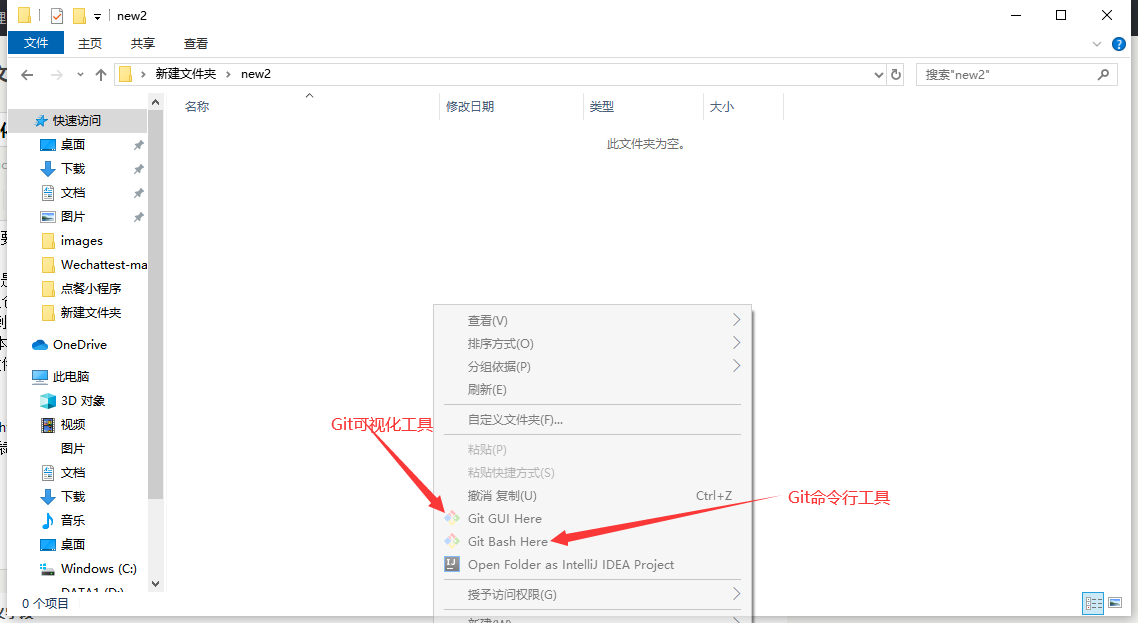 new2
文件 主页 共享 查看
新建文件夹 › new2
搜索"new2"
名称 修改日期 类型 大小
此文件夹为空。
快速访问
桌面
下载
文档
图片
images
Wechattest-ma
点餐小程序
新建文件夹
OneDrive
此电脑
3D 对象
视频
图片
文档
下载
音乐
桌面
Windows (C:)
DATA1 (D:)
0 个项目
查看(V)
排序方式(O)
分组依据(P)
刷新(E)
自定义文件夹(F)...
粘贴(P)
粘贴快捷方式(S)
撤消 复制(U) Ctrl+Z
Git GUI Here
Git Bash Here
Open Folder as IntelliJ IDEA Project
授予访问权限(G)
新建(W)
Git可视化工具
Git命令行工具